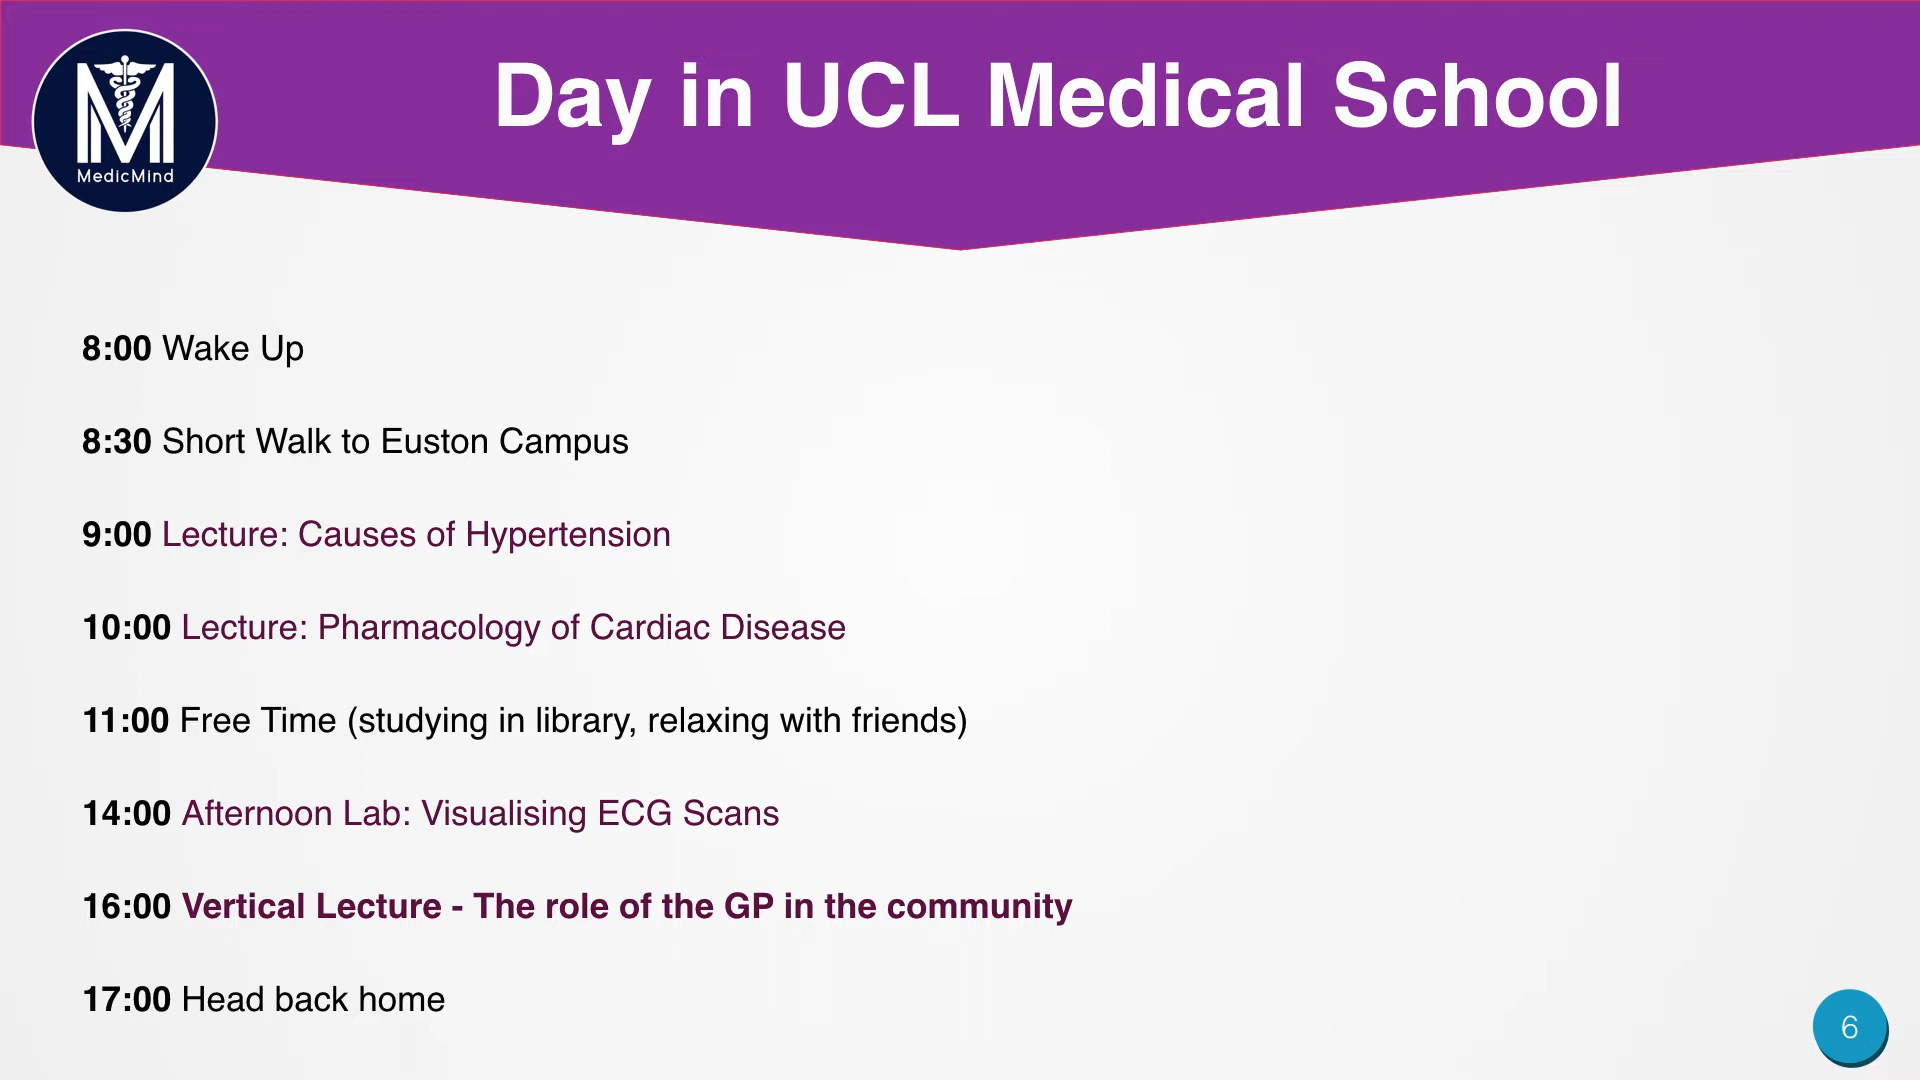 Day in UCL Medical School
M
MedicMind
8:00 Wake Up
8:30 Short Walk to Euston Campus
9:00 Lecture: Causes of Hypertension
10:00 Lecture: Pharmacology of Cardiac Disease
11:00 Free Time (studying in library, relaxing with friends)
14:00 Afternoon Lab: Visualising ECG Scans
16:00 Vertical Lecture - The role of the GP in the community
17:00 Head back home
6